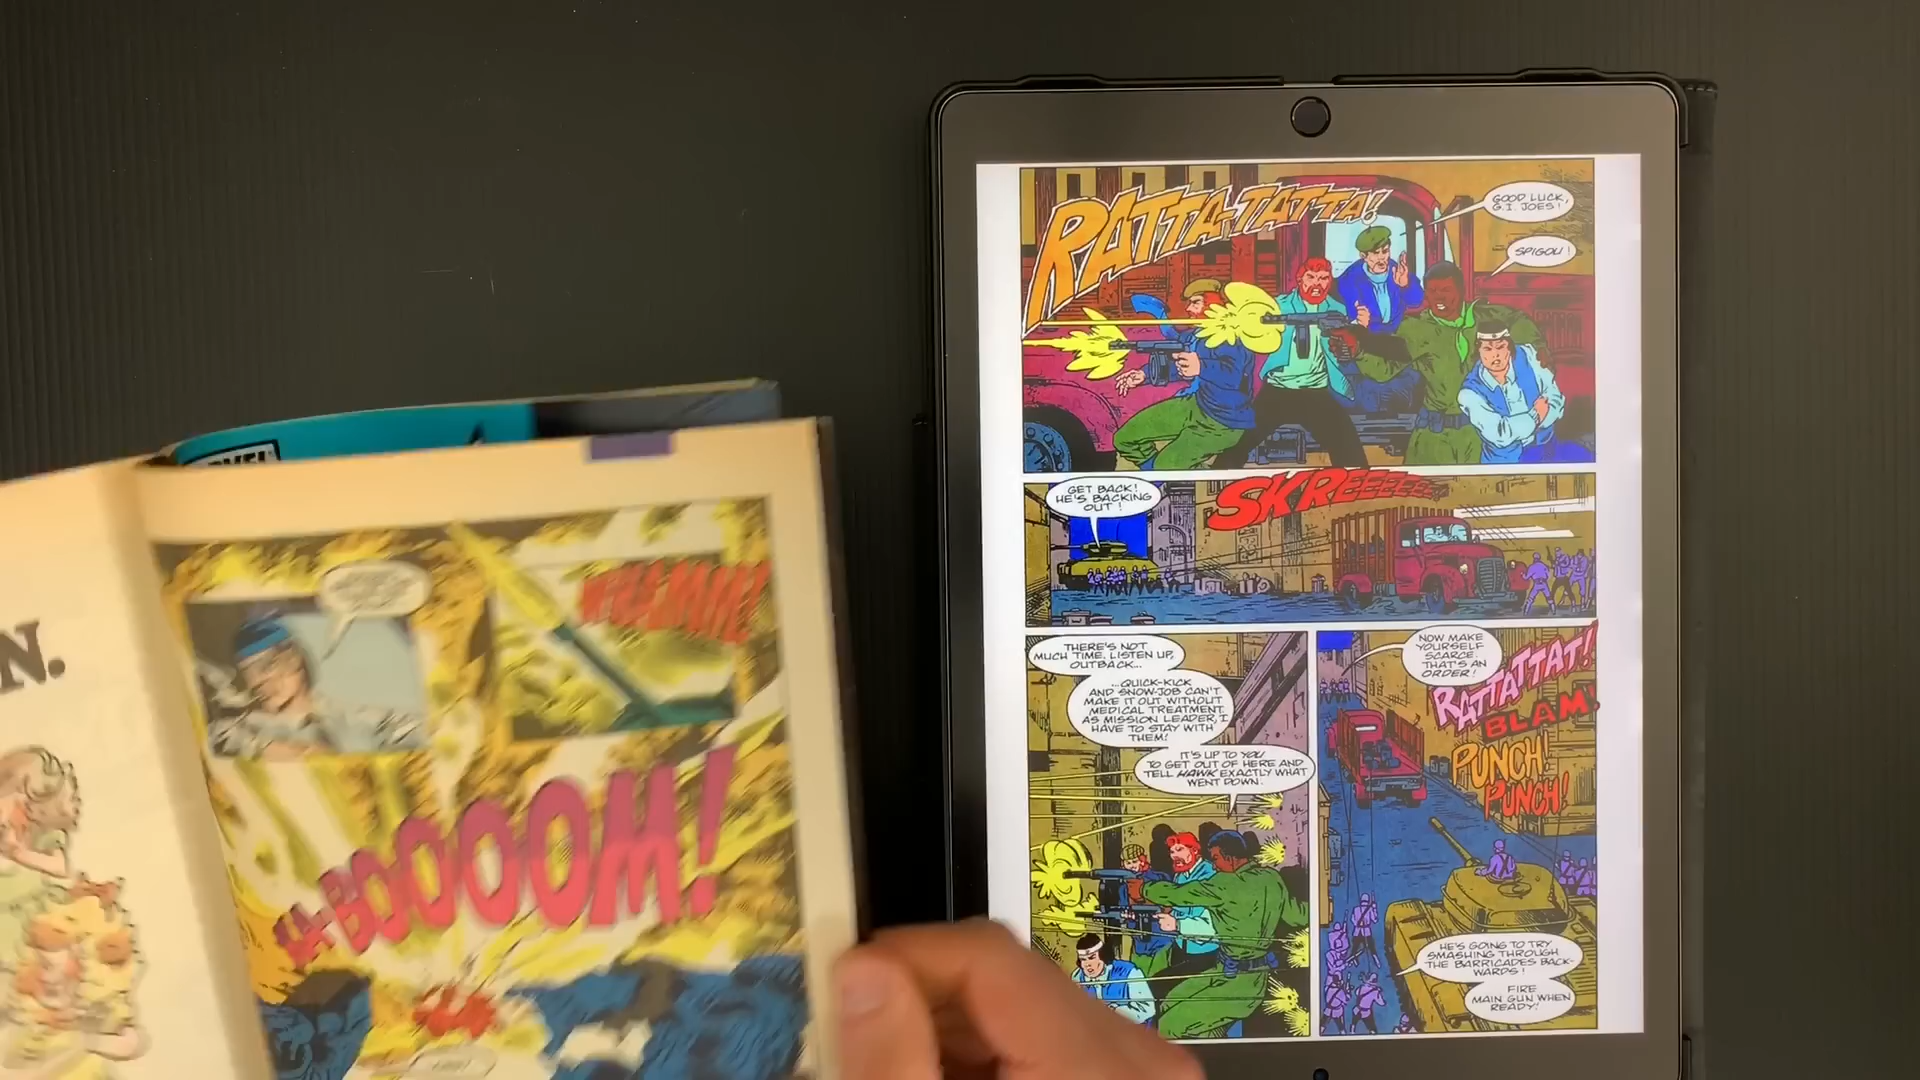 N.
WHAMM!
KA-BOOOOM!
RATTA-TATTA!
GOOD LUCK,
G.I. JOES!
SPIGOU!
GET BACK!
HE'S BACKING
OUT!
SKREEEEEEE
THERE'S NOT
MUCH TIME. LISTEN UP,
OUTBACK...
...QUICK-KICK
AND SNOW-JOB CAN'T
MAKE IT OUT WITHOUT
MEDICAL TREATMENT.
AS MISSION LEADER, I
HAVE TO STAY WITH
THEM!
IT'S UP TO YOU
TO GET OUT OF HERE AND
TELL HAWK EXACTLY WHAT
WENT DOWN.
NOW MAKE
YOURSELF
SCARCE.
THAT'S AN
ORDER!
RATTATTAT!
BLAM!
PUNCH!
PUNCH!
HE'S GOING TO TRY
SMASHING THROUGH
THE BARRICADES BACK-
WARDS!
FIRE
MAIN GUN WHEN
READY!